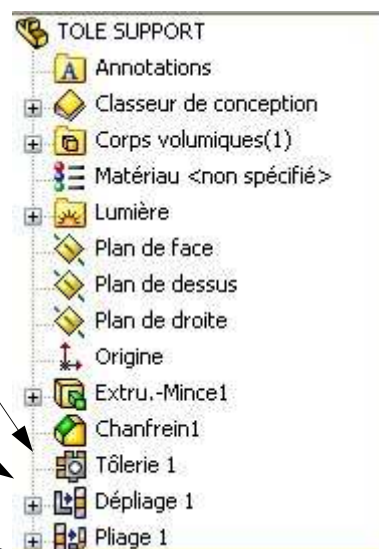 TOLE SUPPORT
Annotations
Classeur de conception
Corps volumiques(1)
Matériau <non spécifié>
Lumière
Plan de face
Plan de dessus
Plan de droite
Origine
Extru.-Mince1
Chanfrein1
Tôlerie 1
Dépliage 1
Pliage 1